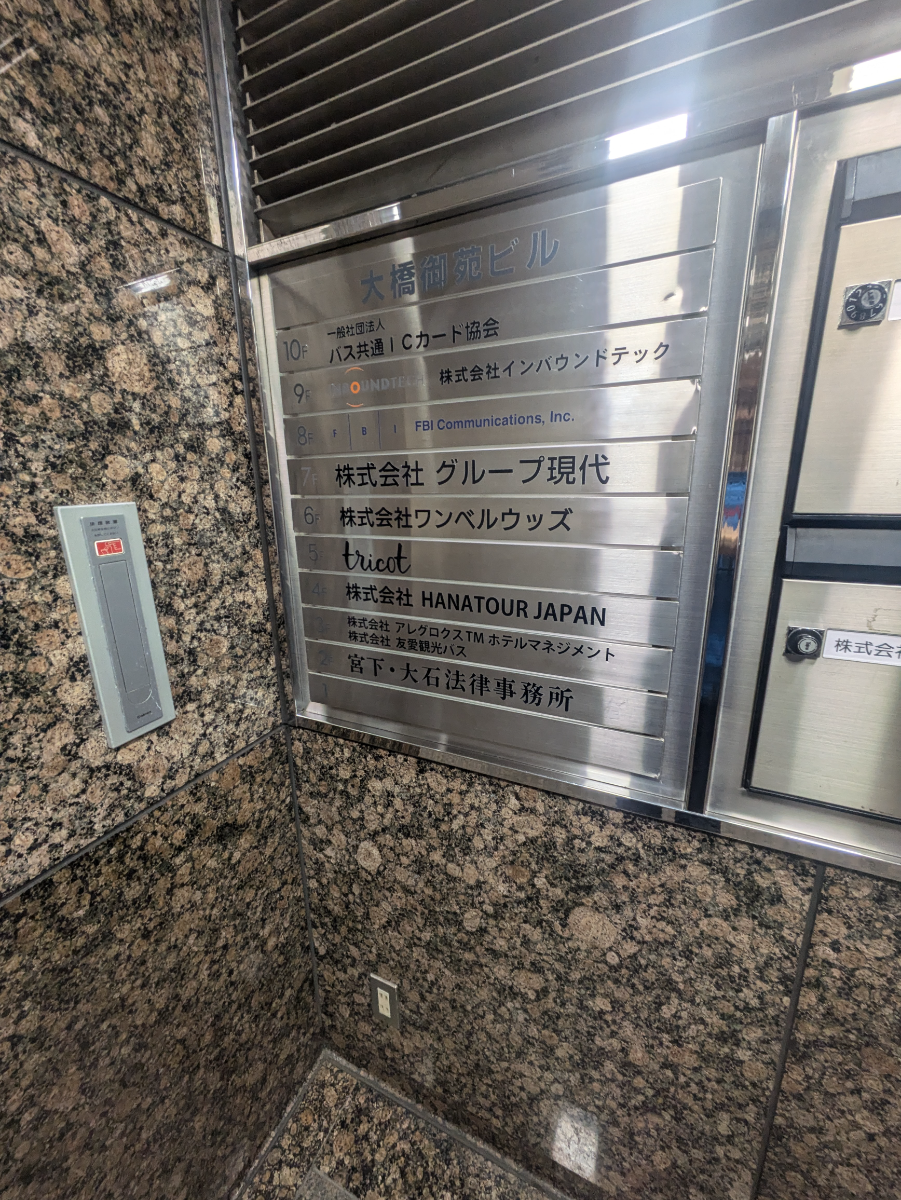 大橋御苑ビル
10F 一般社団法人
バス共通ICカード協会
9F INBOUNDTECH 株式会社インバウンドテック
8F FBI FBI Communications, Inc.
7F 株式会社 グループ現代
6F 株式会社ワンベルウッズ
5F tricot
4F 株式会社 HANATOUR JAPAN
3F 株式会社 アレグロクスTM ホテルマネジメント
株式会社 友愛観光バス
2F 宮下・大石法律事務所
1
株式会社